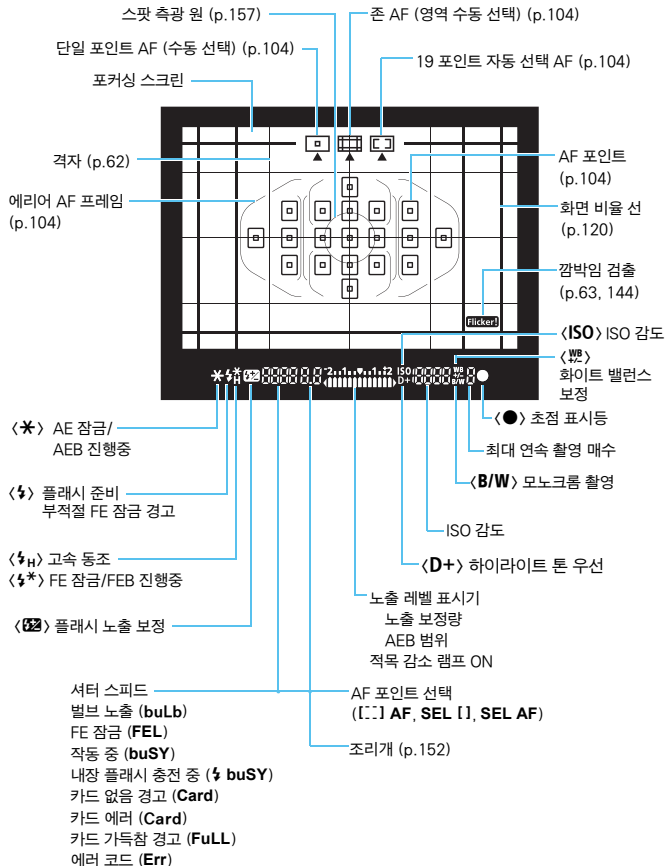 스팟 측광 원 (p.157)
존 AF (영역 수동 선택) (p.104)
단일 포인트 AF (수동 선택) (p.104)
19 포인트 자동 선택 AF (p.104)
포커싱 스크린
격자 (p.62)
AF 포인트
(p.104)
에리어 AF 프레임
(p.104)
화면 비율 선
(p.120)
깜박임 검출
(p.63, 144)
Flicker!
〈ISO〉 ISO 감도
〈WB+/-〉
화이트 밸런스
보정
〈●〉 초점 표시등
최대 연속 촬영 매수
〈B/W〉 모노크롬 촬영
ISO 감도
〈D+〉 하이라이트 톤 우선
-2..1..▼..1.:2 ISO WB +/- D+ B/W
〈✱〉 AE 잠금/
AEB 진행중
〈⚡〉 플래시 준비
부적절 FE 잠금 경고
〈⚡H〉 고속 동조
〈⚡✱〉 FE 잠금/FEB 진행중
〈⚡±〉 플래시 노출 보정
노출 레벨 표시기
노출 보정량
AEB 범위
적목 감소 램프 ON
셔터 스피드
벌브 노출 (buLb)
FE 잠금 (FEL)
작동 중 (buSY)
내장 플래시 충전 중 (⚡ buSY)
카드 없음 경고 (Card)
카드 에러 (Card)
카드 가득참 경고 (FuLL)
에러 코드 (Err)
AF 포인트 선택
([ ] AF, SEL [ ], SEL AF)
조리개 (p.152)